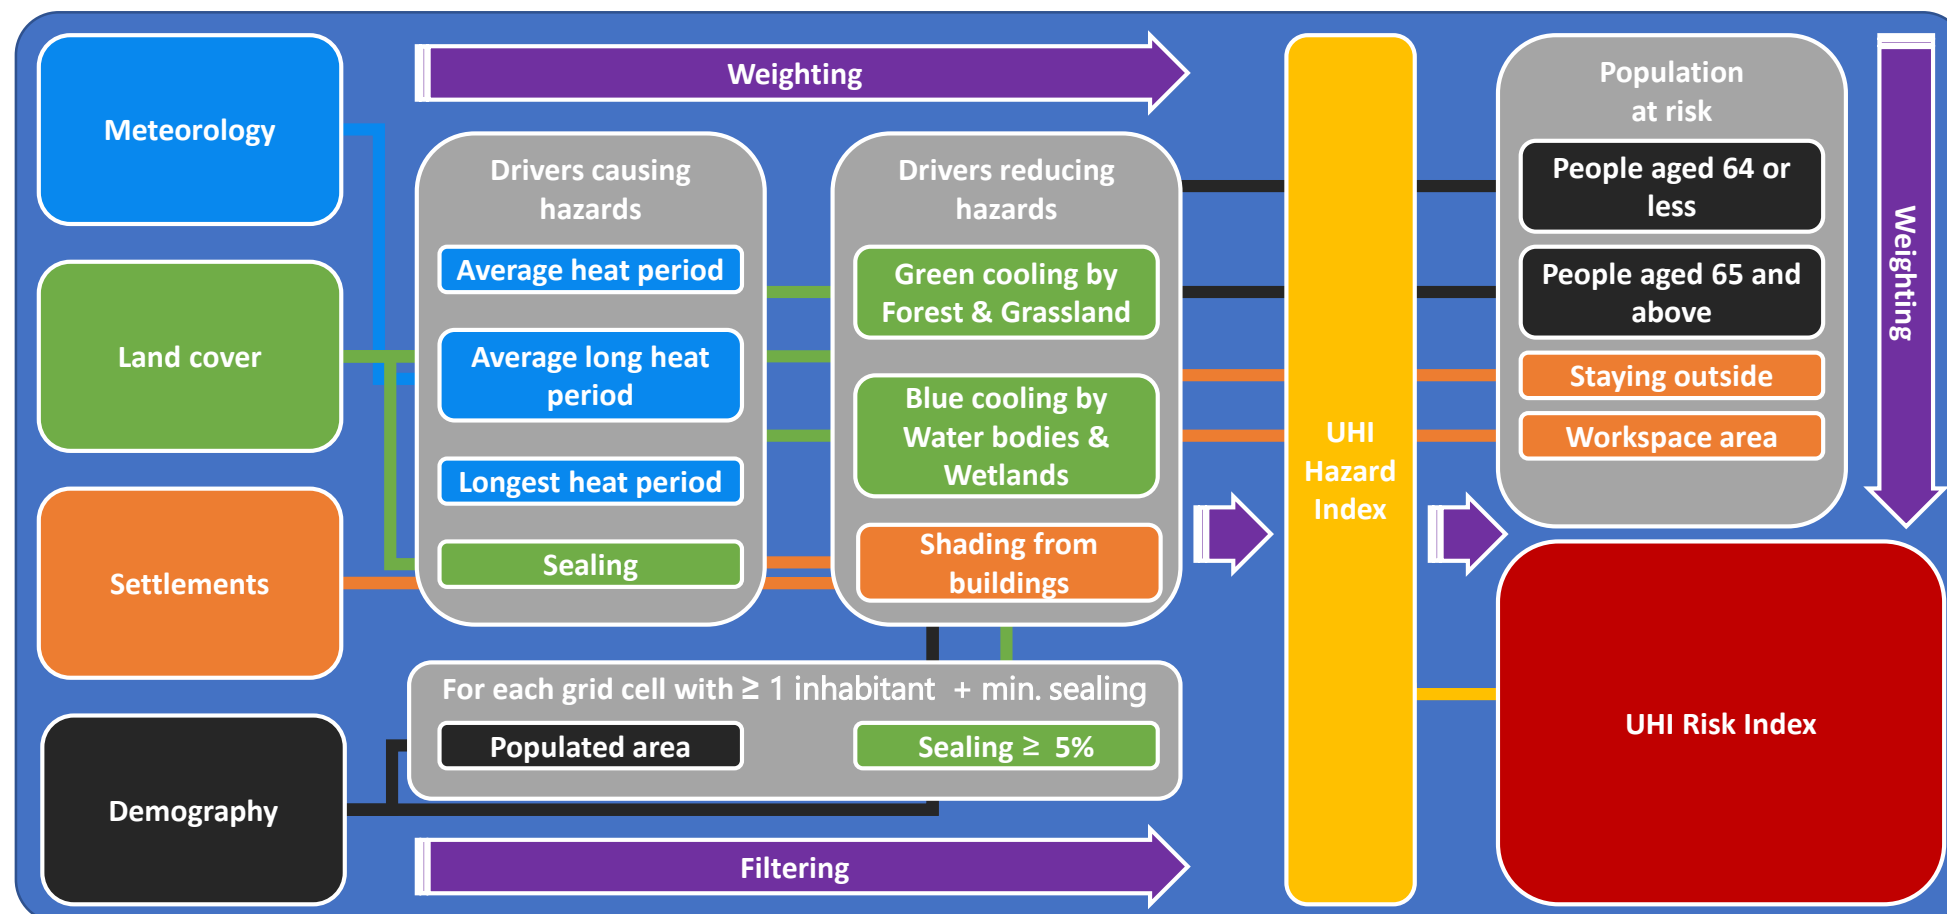 Meteorology
Land cover
Settlements
Demography
Weighting
Drivers causing
hazards
Average heat period
Average long heat
period
Longest heat period
Sealing
Drivers reducing
hazards
Green cooling by
Forest & Grassland
Blue cooling by
Water bodies &
Wetlands
Shading from
buildings
For each grid cell with ≥ 1 inhabitant + min. sealing
Populated area
Sealing ≥ 5%
Filtering
UHI
Hazard
Index
Population
at risk
People aged 64 or
less
People aged 65 and
above
Staying outside
Workspace area
Weighting
UHI Risk Index